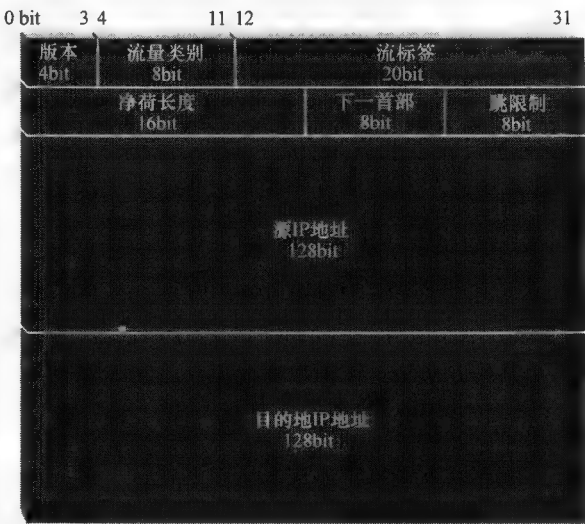 0 bit 3 4 11 12 31
版本 流量类别 流标签
4bit 8bit 20bit
净荷长度 下一首部 跳限制
16bit 8bit 8bit
源IP地址
128bit
目的地IP地址
128bit